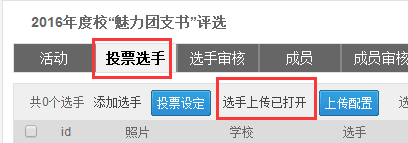 2016年度校“魅力团支书”评选
活动 投票选手 选手审核 成员 成员审核
共0个选手 添加选手 投票设定 选手上传已打开 上传配置
id 照片 学校 选手